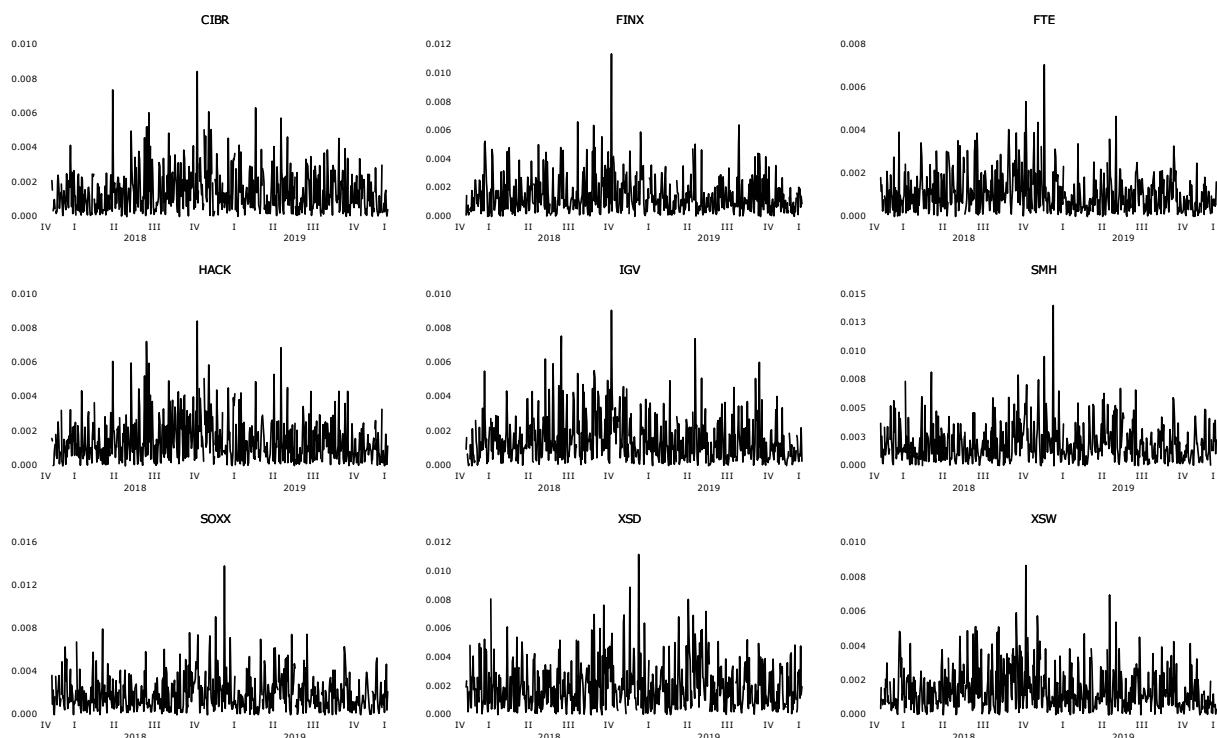 CIBR FINX FTE
0.010 0.012 0.008
0.010
0.008
0.008 0.006
0.006
0.006 0.004
0.004
0.004
0.002 0.002
0.002
0.000 0.000 0.000
IV I II III IV I II III IV I IV I II III IV I II III IV I IV I II III IV I II III IV I
2018 2019 2018 2019 2018 2019
HACK IGV SMH
0.010 0.010 0.015
0.013
0.008 0.008
0.010
0.006 0.006
0.008
0.004 0.004
0.005
0.002 0.002
0.003
0.000 0.000 0.000
IV I II III IV I II III IV I IV I II III IV I II III IV I IV I II III IV I II III IV I
2018 2019 2018 2019 2018 2019
SOXX XSD XSW
0.016 0.012 0.010
0.010
0.012 0.008
0.008
0.006
0.008 0.006
0.004
0.004
0.004
0.002 0.002
0.000 0.000 0.000
IV I II III IV I II III IV I IV I II III IV I II III IV I IV I II III IV I II III IV I
2018 2019 2018 2019 2018 2019